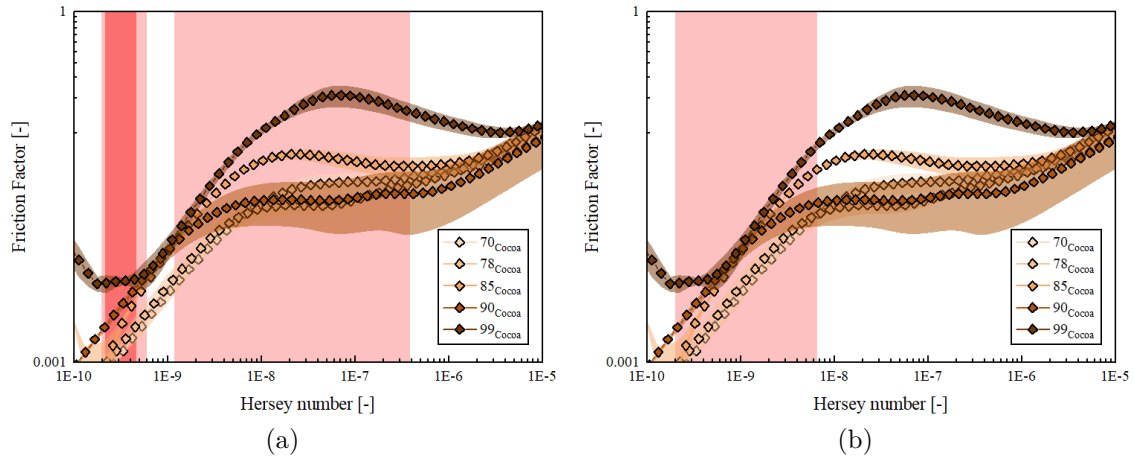 1
Friction Factor [-]
0.001
1E-10
1E-9
1E-8
1E-7
1E-6
1E-5
Hersey number [-]
70Cocoa
78Cocoa
85Cocoa
90Cocoa
99Cocoa
(a)
1
Friction Factor [-]
0.001
1E-10
1E-9
1E-8
1E-7
1E-6
1E-5
Hersey number [-]
70Cocoa
78Cocoa
85Cocoa
90Cocoa
99Cocoa
(b)